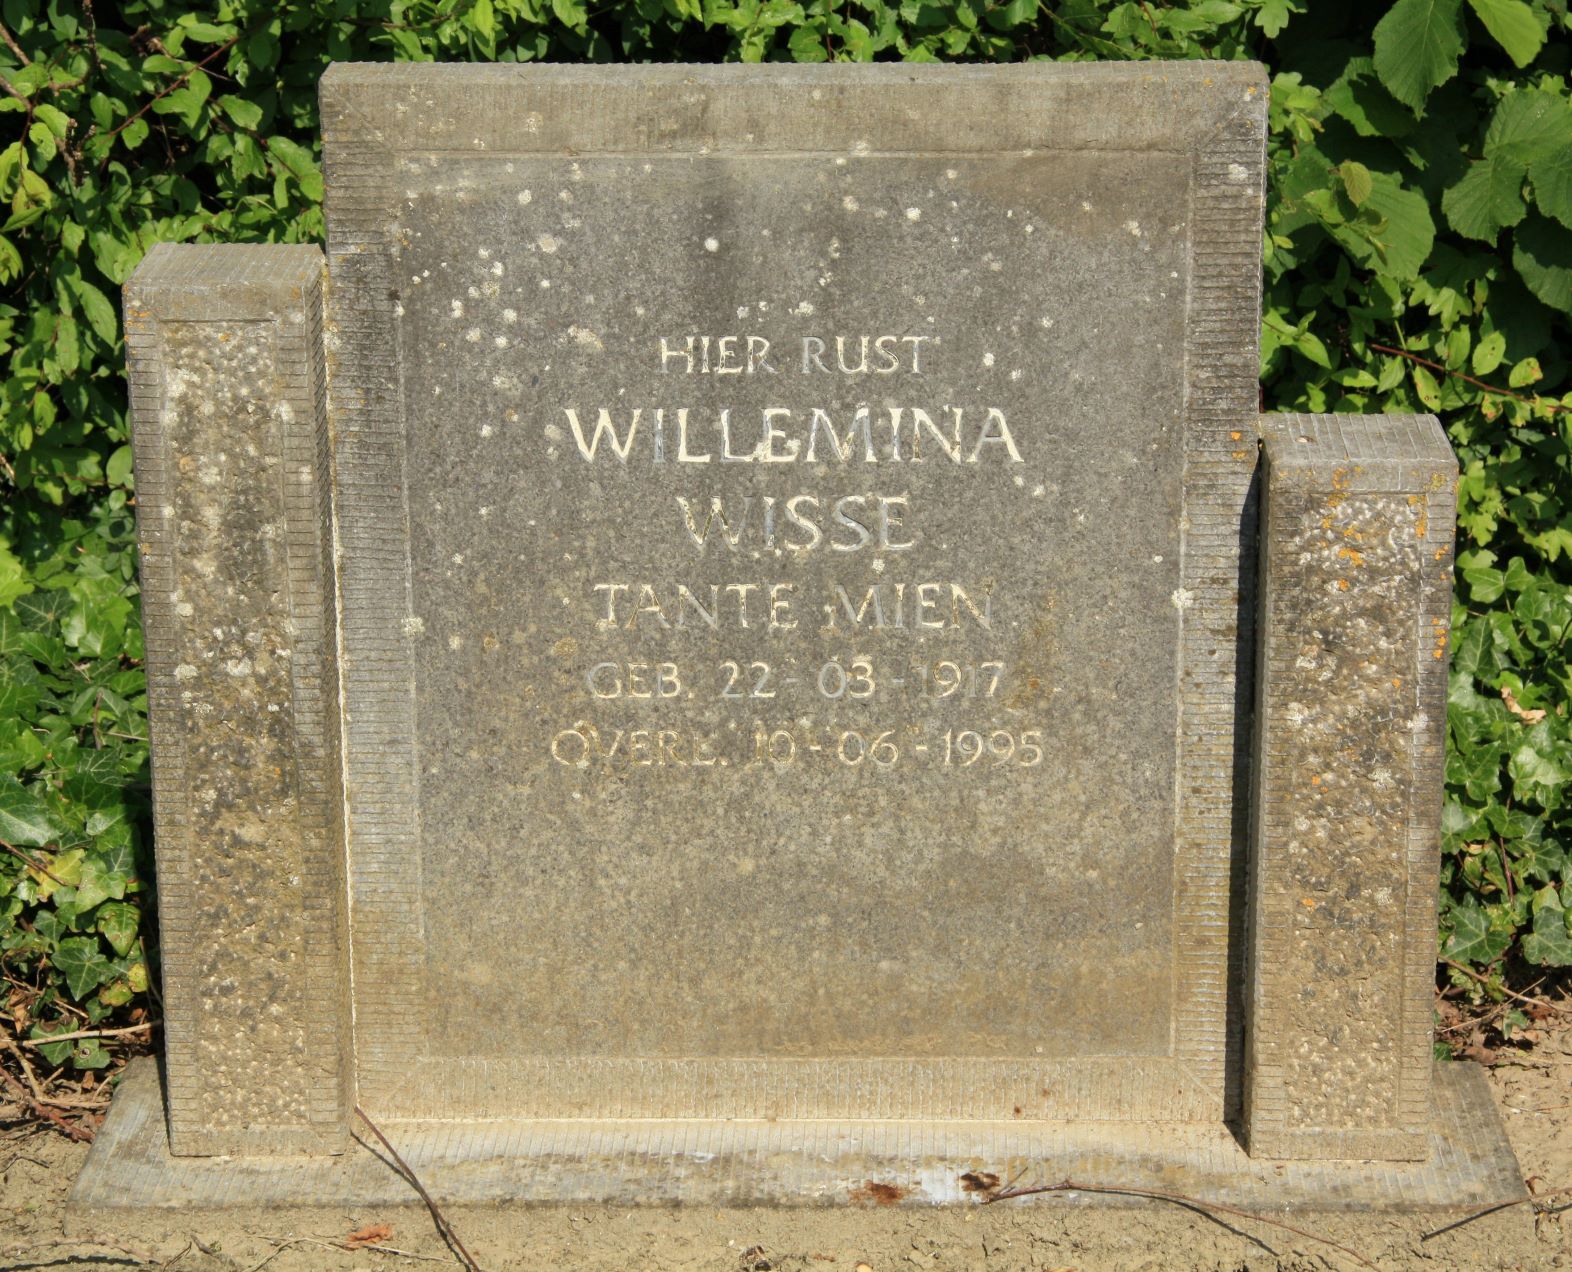 HIER RUST
WILLEMINA
WISSE
TANTE MIEN
GEB. 22-03-1917
OVERL. 10-06-1995